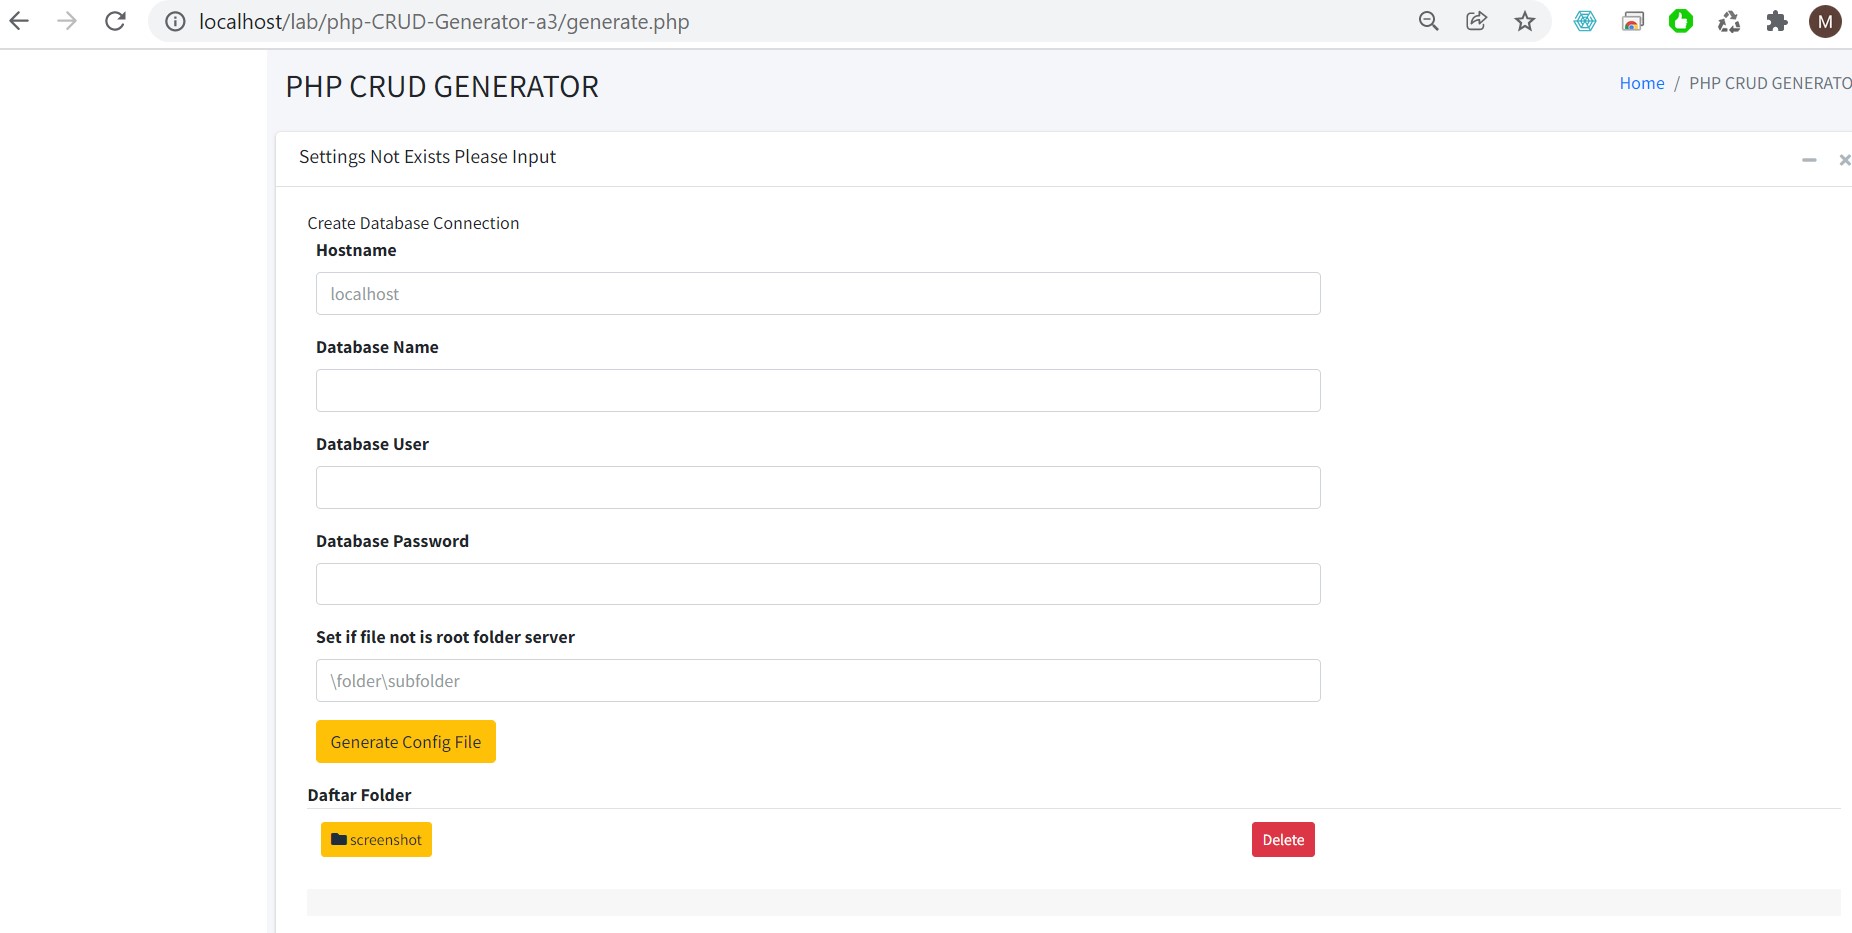 localhost/lab/php-CRUD-Generator-a3/generate.php
M
PHP CRUD GENERATOR
Home / PHP CRUD GENERATO
Settings Not Exists Please Input
Create Database Connection
Hostname
localhost
Database Name
Database User
Database Password
Set if file not is root folder server
\folder\subfolder
Generate Config File
Daftar Folder
screenshot
Delete